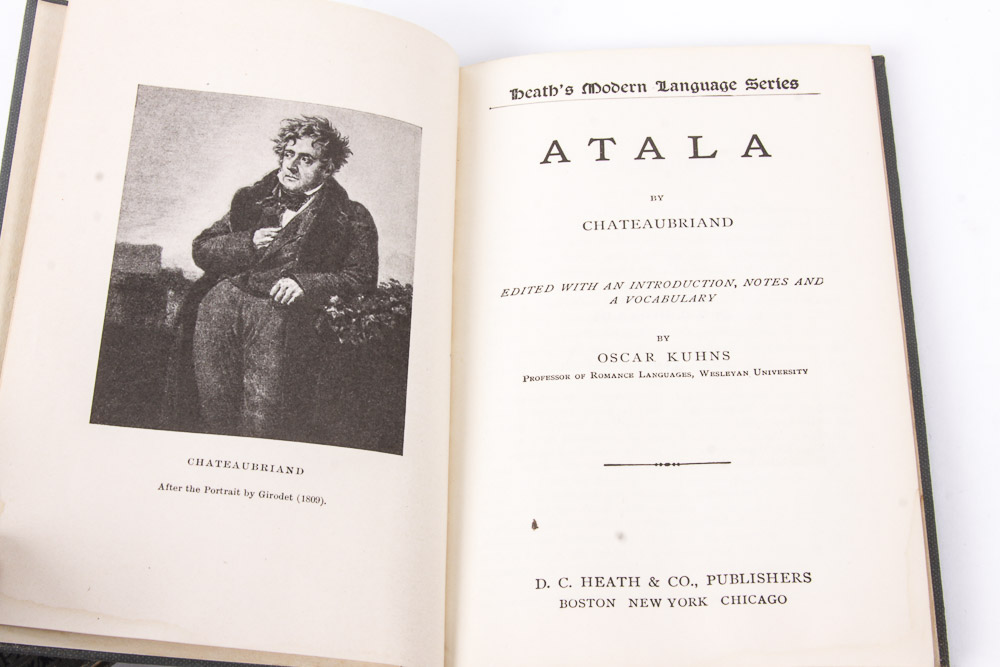 CHATEAUBRIAND
After the Portrait by Girodet (1809).
Heath's Modern Language Series
ATALA
BY
CHATEAUBRIAND
EDITED WITH AN INTRODUCTION, NOTES AND
A VOCABULARY
BY
OSCAR KUHNS
PROFESSOR OF ROMANCE LANGUAGES, WESLEYAN UNIVERSITY
D. C. HEATH & CO., PUBLISHERS
BOSTON NEW YORK CHICAGO